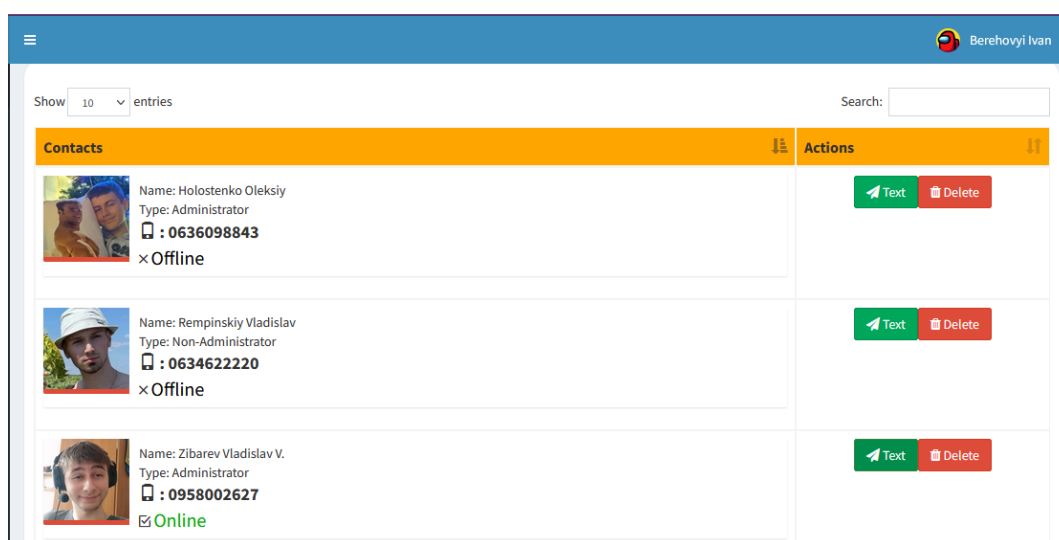 Berehovyi Ivan
Show 10 entries
Search:
Contacts
Actions
Name: Holostenko Oleksiy
Type: Administrator
: 0636098843
Offline
Text
Delete
Name: Rempinskiy Vladislav
Type: Non-Administrator
: 0634622220
Offline
Text
Delete
Name: Zibarev Vladislav V.
Type: Administrator
: 0958002627
Online
Text
Delete